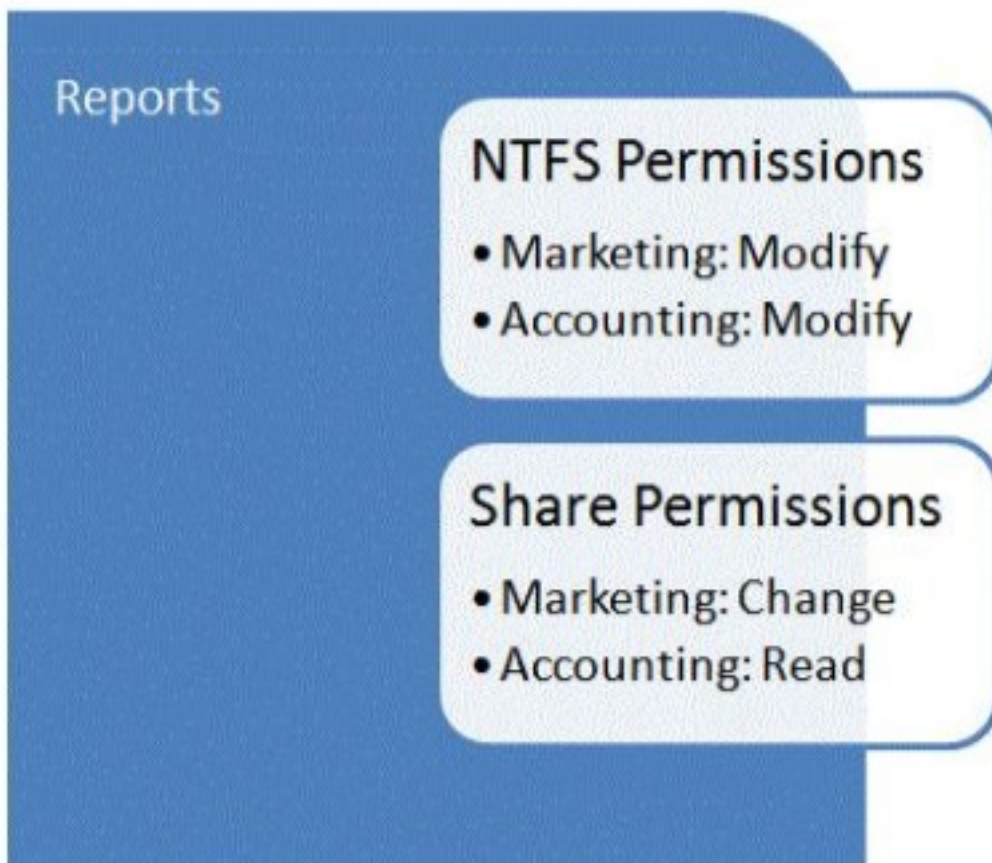 Reports
NTFS Permissions
• Marketing: Modify
• Accounting: Modify
Share Permissions
• Marketing: Change
• Accounting: Read